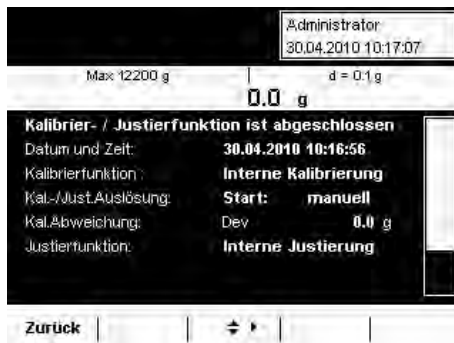 Administrator
30.04.2010 10:17:07
Max 12200 g d = 0.1 g
0.0 g
Kalibrier- / Justierfunktion ist abgeschlossen
Datum und Zeit: 30.04.2010 10:16:56
Kalibrierfunktion : Interne Kalibrierung
Kal.-/Just.Auslösung: Start: manuell
Kal.Abweichung: Dev 0.0 g
Justierfunktion: Interne Justierung
Zurück